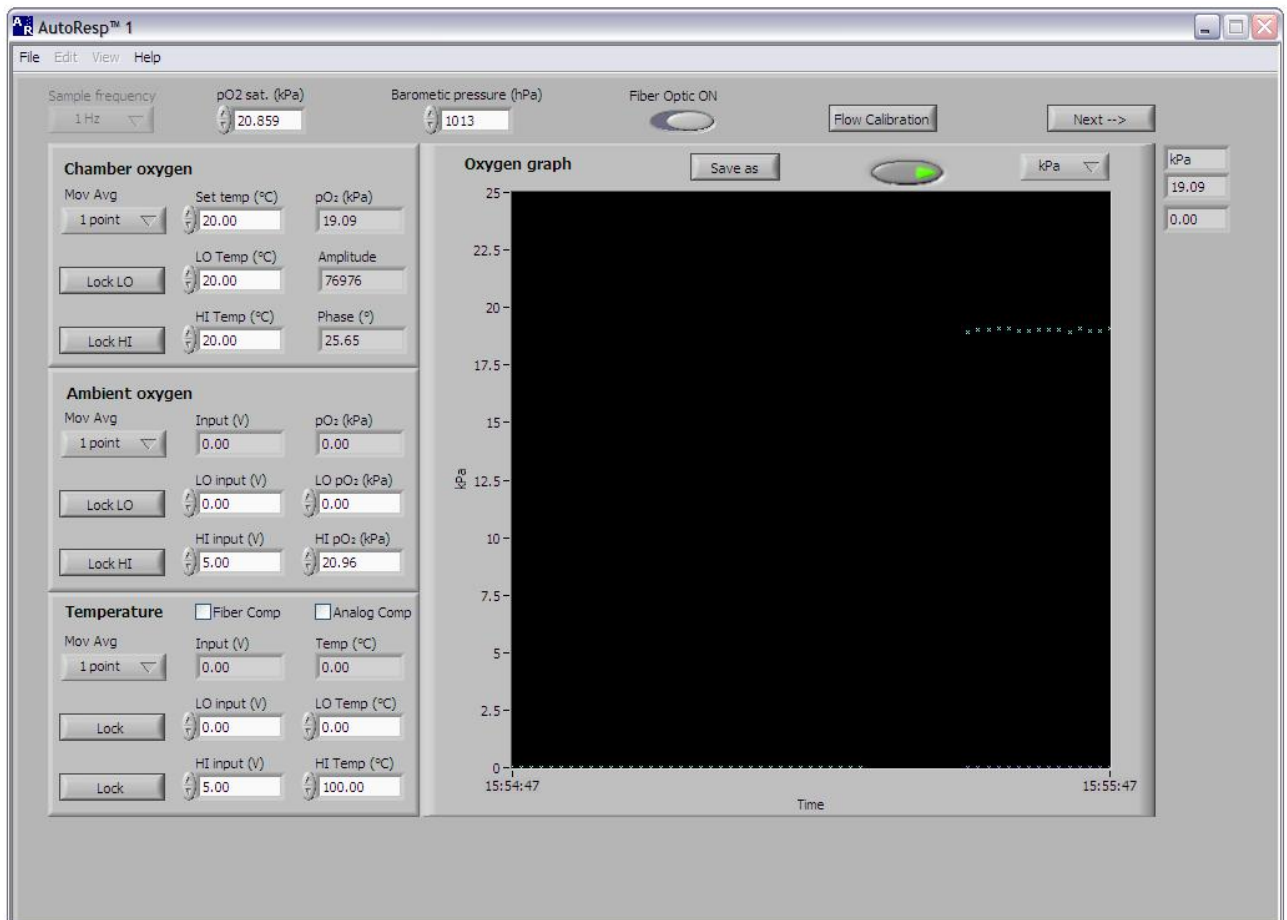 AutoResp™ 1
File Edit View Help
Sample frequency
1 Hz
pO2 sat. (kPa)
20.859
Barometic pressure (hPa)
1013
Fiber Optic ON
Flow Calibration
Next -->
Chamber oxygen
Mov Avg
1 point
Set temp (°C)
20.00
pO₂ (kPa)
19.09
Lock LO
LO Temp (°C)
20.00
Amplitude
76976
Lock HI
HI Temp (°C)
20.00
Phase (°)
25.65
Ambient oxygen
Mov Avg
1 point
Input (V)
0.00
pO₂ (kPa)
0.00
Lock LO
LO input (V)
0.00
LO pO₂ (kPa)
0.00
Lock HI
HI input (V)
5.00
HI pO₂ (kPa)
20.96
Temperature
Fiber Comp
Analog Comp
Mov Avg
1 point
Input (V)
0.00
Temp (°C)
0.00
Lock
LO input (V)
0.00
LO Temp (°C)
0.00
Lock
HI input (V)
5.00
HI Temp (°C)
100.00
Oxygen graph
Save as
kPa
25
22.5
20
17.5
15
12.5
10
7.5
5
2.5
0
kPa
15:54:47
15:55:47
Time
kPa
19.09
0.00